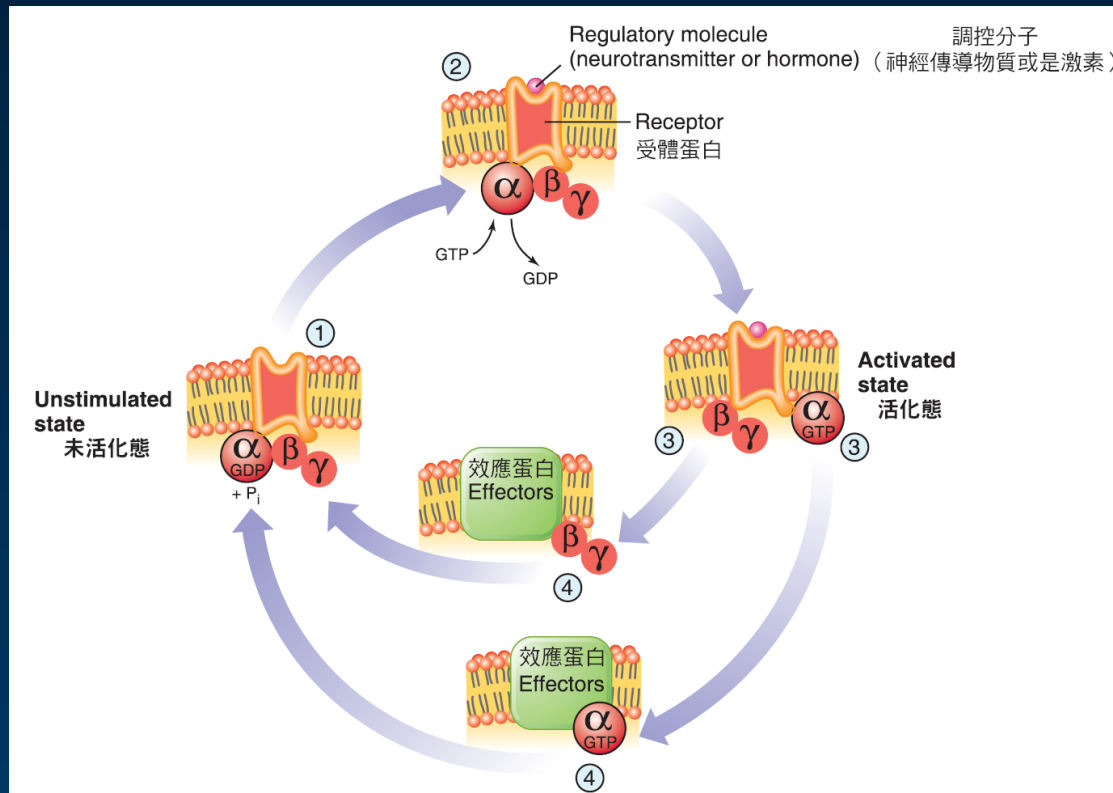 Regulatory molecule
(neurotransmitter or hormone)
調控分子
（神經傳導物質或是激素）
②
Receptor
受體蛋白
α
β
γ
GTP
GDP
①
Unstimulated
state
未活化態
α
GDP
β
γ
+ Pi
Activated
state
活化態
β
γ
③
α
GTP
③
效應蛋白
Effectors
β
γ
④
效應蛋白
Effectors
α
GTP
④